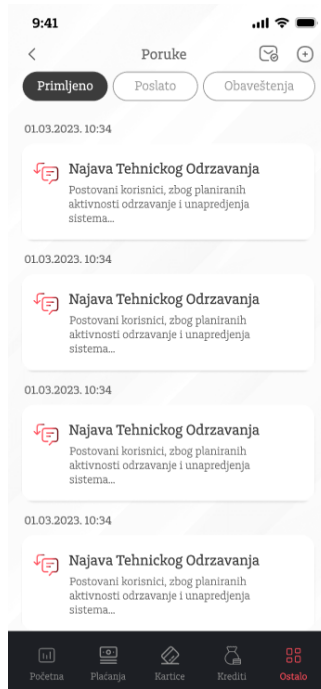 9:41
Poruke
Primljeno Poslato Obaveštenja
01.03.2023. 10:34
Najava Tehnickog Odrzavanja
Postovani korisnici, zbog planiranih
aktivnosti odrzavanje i unapredjenja
sistema...
01.03.2023. 10:34
Najava Tehnickog Odrzavanja
Postovani korisnici, zbog planiranih
aktivnosti odrzavanje i unapredjenja
sistema...
01.03.2023. 10:34
Najava Tehnickog Odrzavanja
Postovani korisnici, zbog planiranih
aktivnosti odrzavanje i unapredjenja
sistema...
01.03.2023. 10:34
Najava Tehnickog Odrzavanja
Postovani korisnici, zbog planiranih
aktivnosti odrzavanje i unapredjenja
sistema...
Početna Plaćanja Kartice Krediti Ostalo